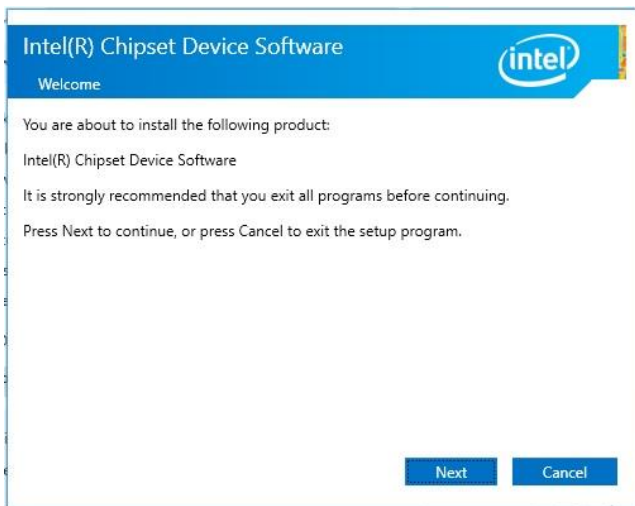 Intel(R) Chipset Device Software
intel
Welcome
You are about to install the following product:
Intel(R) Chipset Device Software
It is strongly recommended that you exit all programs before continuing.
Press Next to continue, or press Cancel to exit the setup program.
Next
Cancel